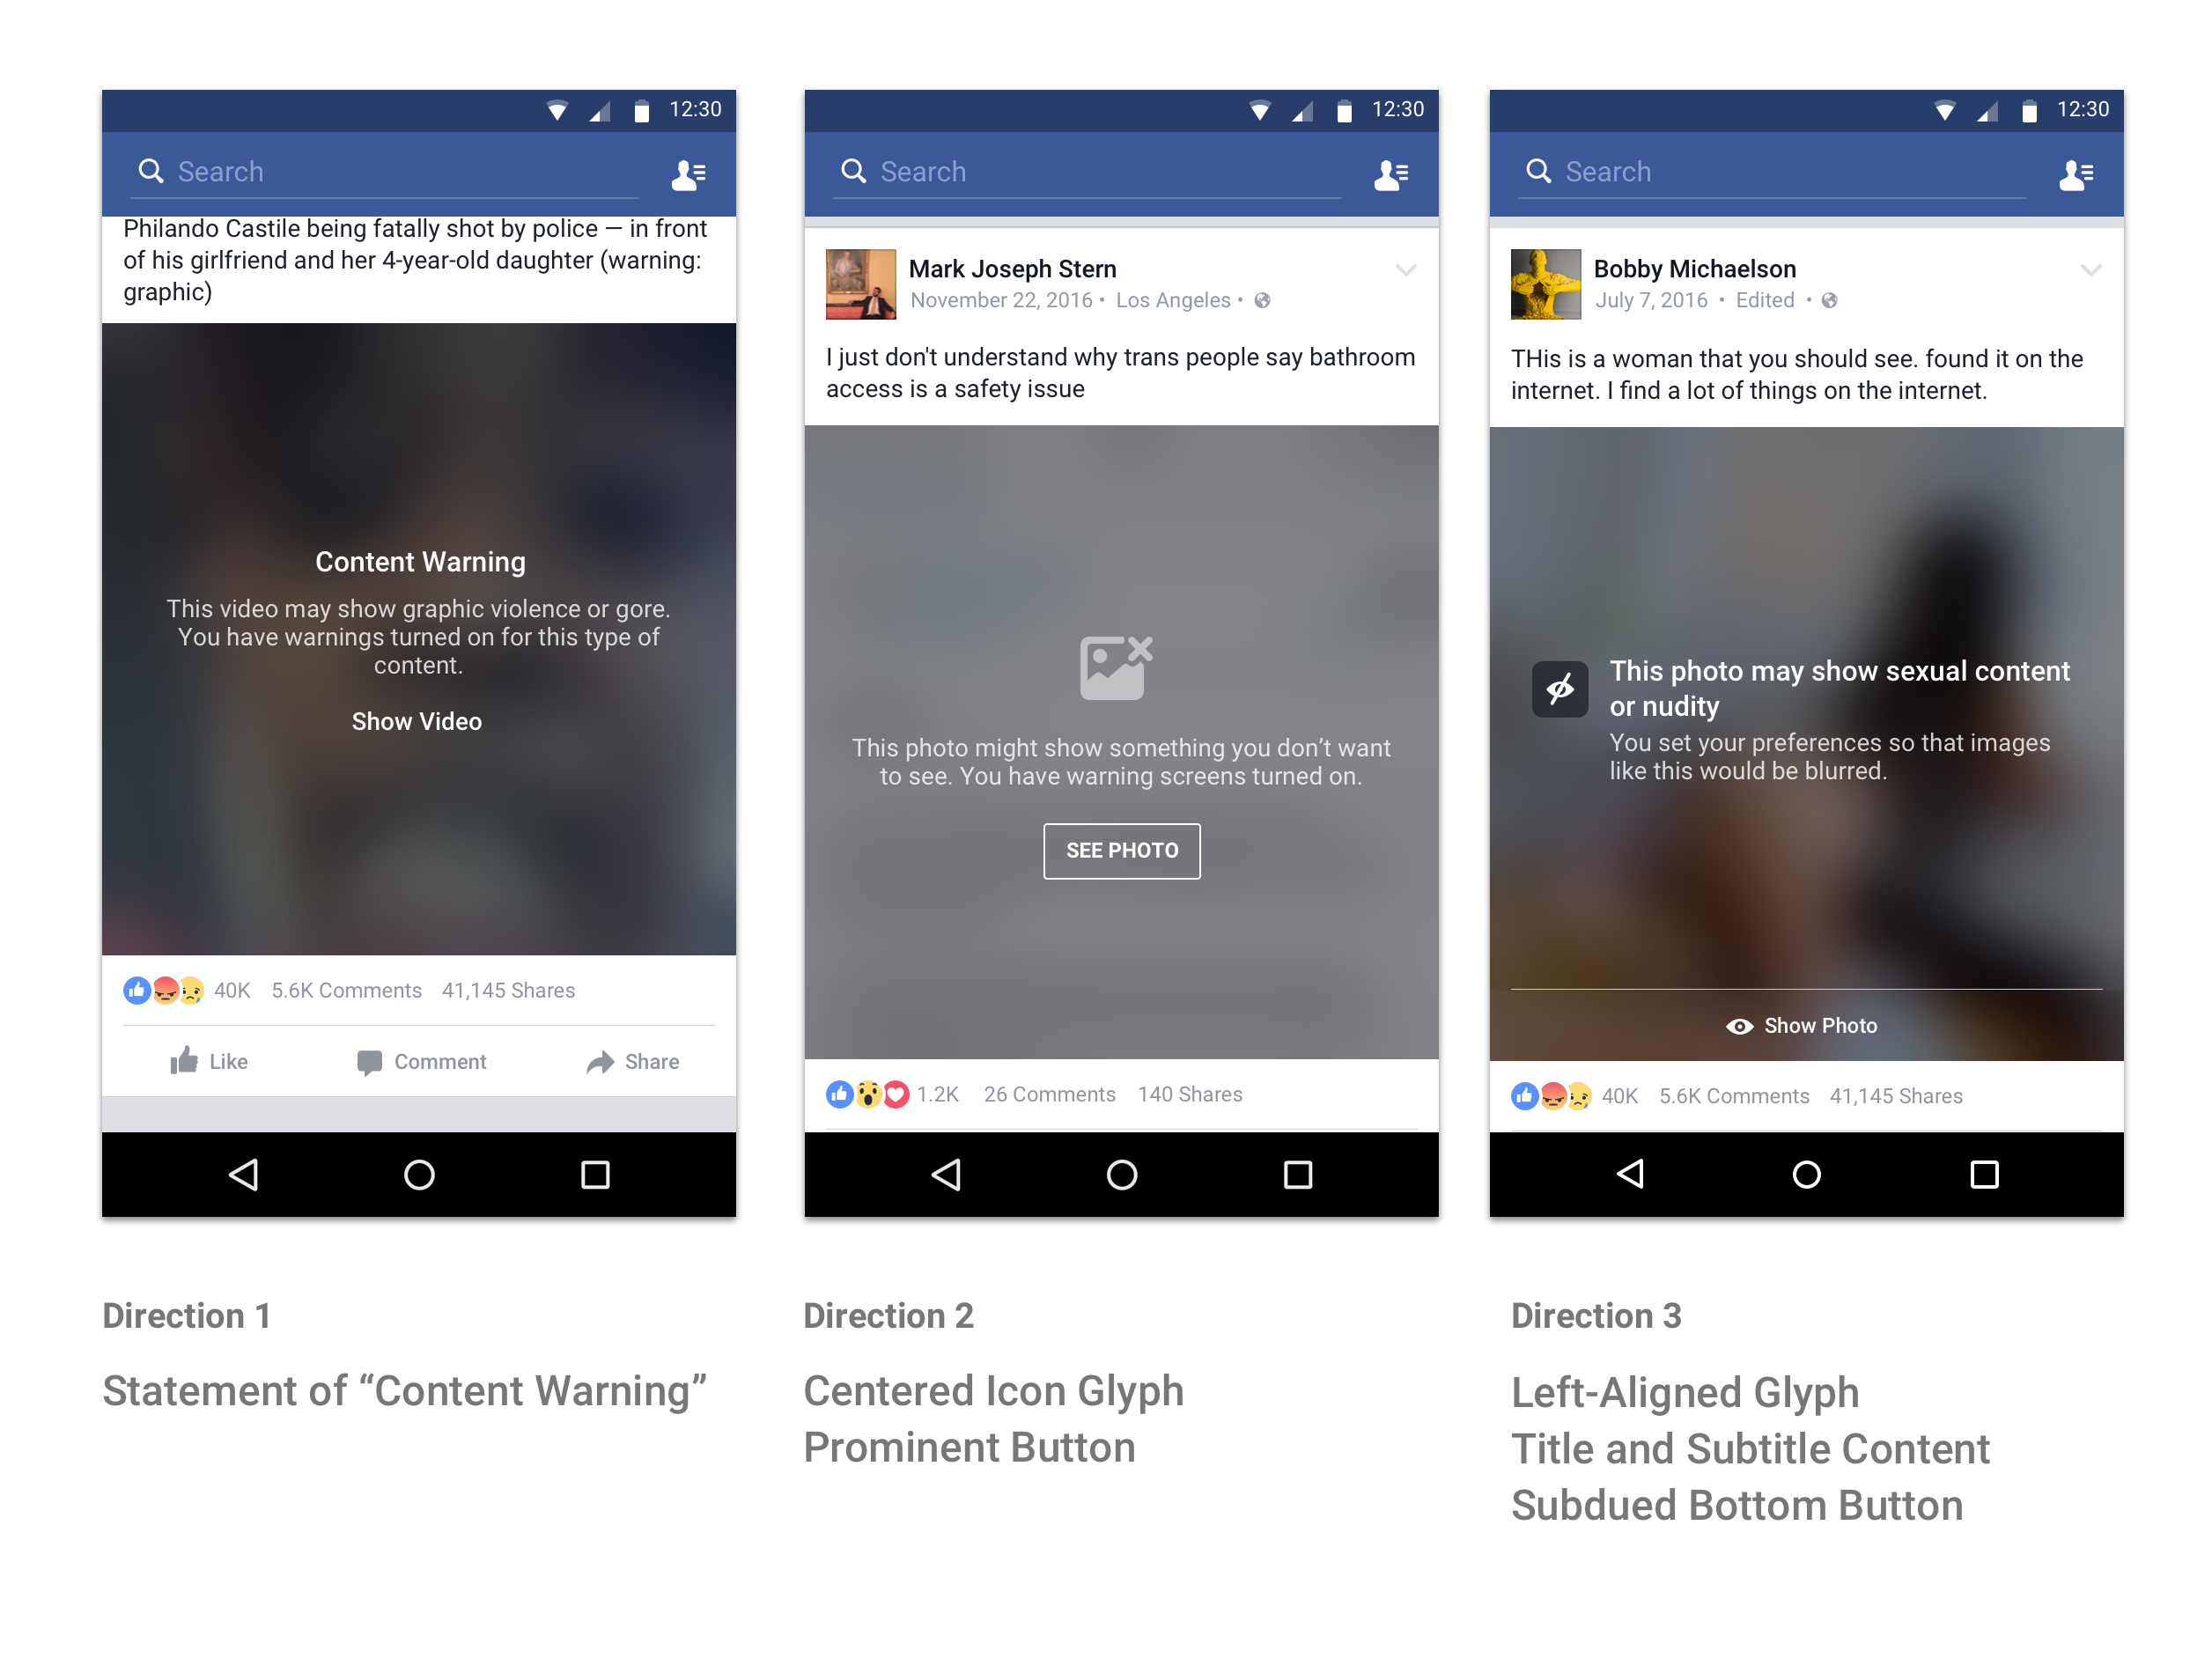 12:30
Search
Philando Castile being fatally shot by police — in front
of his girlfriend and her 4-year-old daughter (warning:
graphic)
Content Warning
This video may show graphic violence or gore.
You have warnings turned on for this type of
content.
Show Video
40K 5.6K Comments 41,145 Shares
Like Comment Share
Direction 1
Statement of “Content Warning”
12:30
Search
Mark Joseph Stern
November 22, 2016 • Los Angeles •
I just don't understand why trans people say bathroom
access is a safety issue
This photo might show something you don’t want
to see. You have warning screens turned on.
SEE PHOTO
1.2K 26 Comments 140 Shares
Direction 2
Centered Icon Glyph
Prominent Button
12:30
Search
Bobby Michaelson
July 7, 2016 • Edited •
THis is a woman that you should see. found it on the
internet. I find a lot of things on the internet.
This photo may show sexual content
or nudity
You set your preferences so that images
like this would be blurred.
Show Photo
40K 5.6K Comments 41,145 Shares
Direction 3
Left-Aligned Glyph
Title and Subtitle Content
Subdued Bottom Button